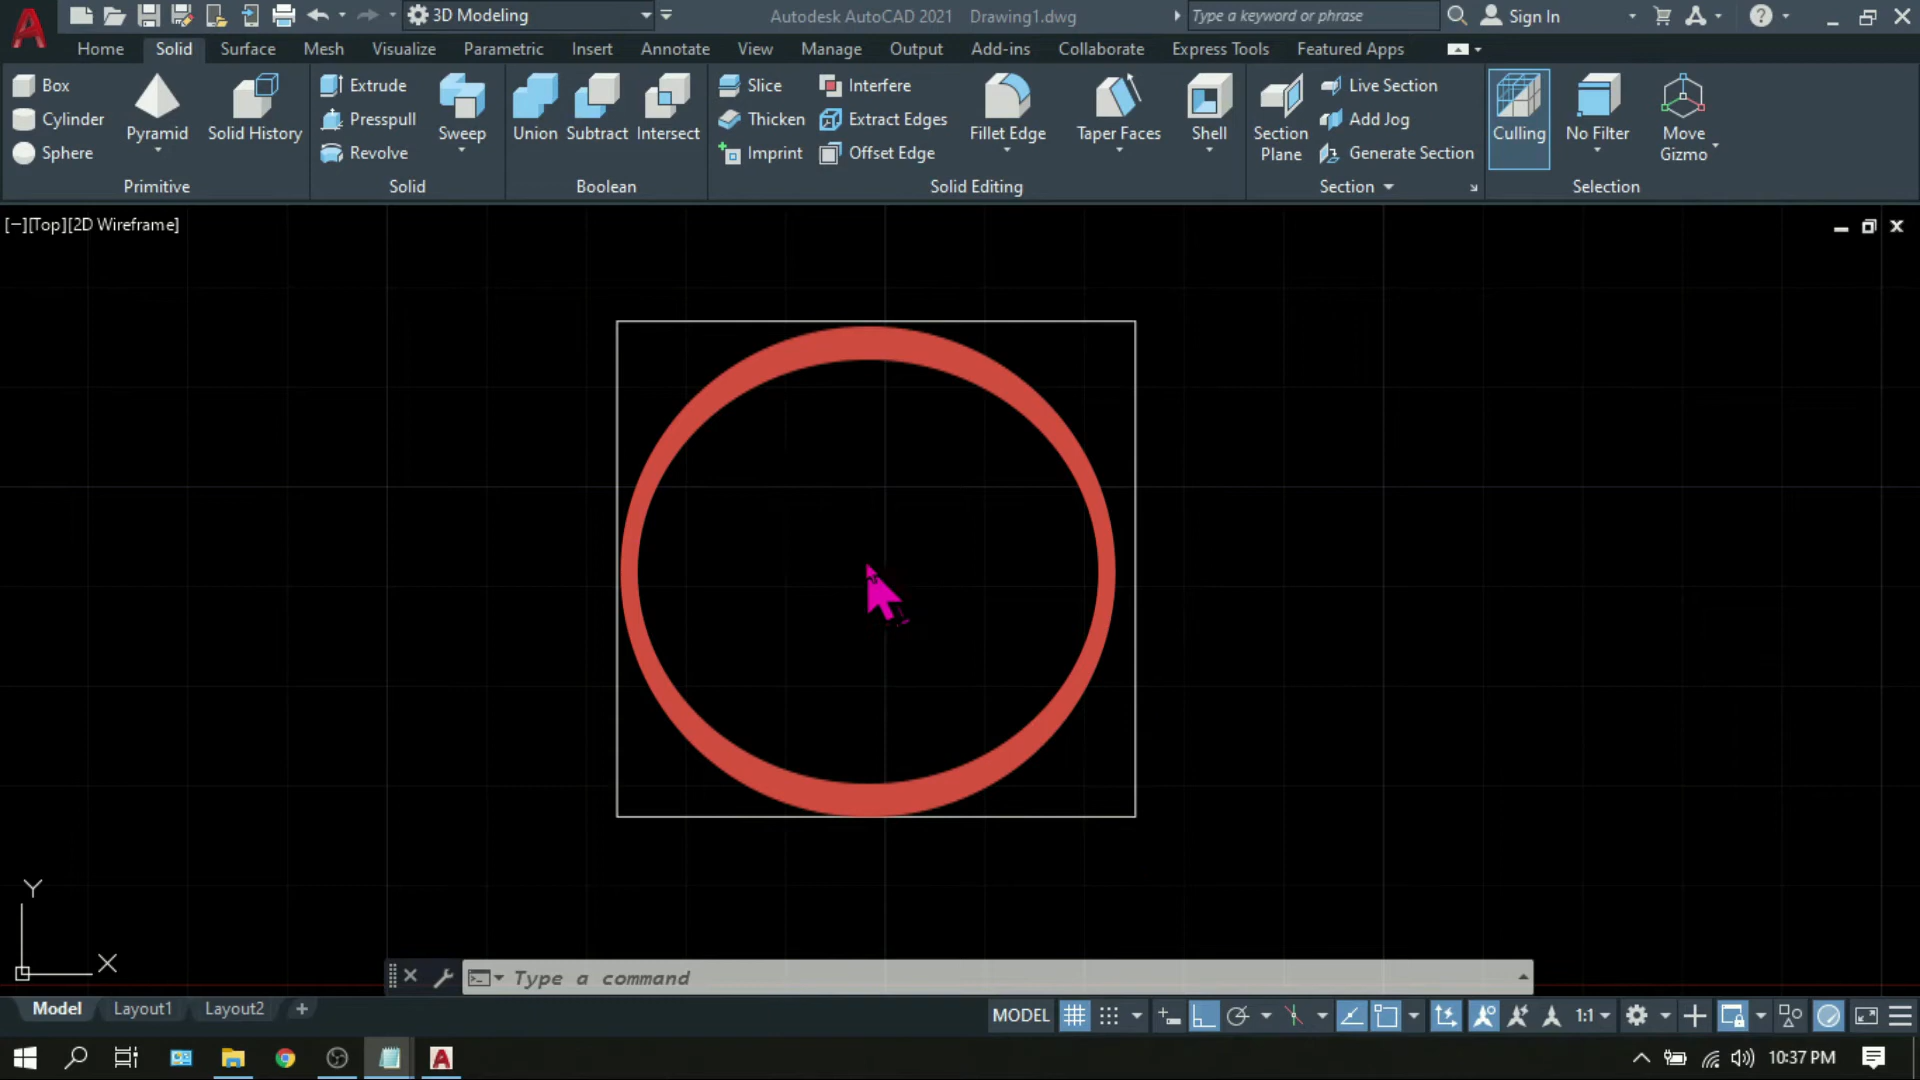 3D Modeling
Autodesk AutoCAD 2021 Drawing1.dwg
Type a keyword or phrase
Sign In
Home Solid Surface Mesh Visualize Parametric Insert Annotate View Manage Output Add-ins Collaborate Express Tools Featured Apps
Box
Cylinder
Sphere
Pyramid
Solid History
Primitive
Extrude
Presspull
Revolve
Sweep
Solid
Union
Subtract
Intersect
Boolean
Slice
Thicken
Imprint
Interfere
Extract Edges
Offset Edge
Fillet Edge
Taper Faces
Shell
Solid Editing
Section
Plane
Live Section
Add Jog
Generate Section
Section
Culling
No Filter
Move
Gizmo
Selection
[−][Top][2D Wireframe]
Y
X
Type a command
Model Layout1 Layout2 +
MODEL
1:1
10:37 PM